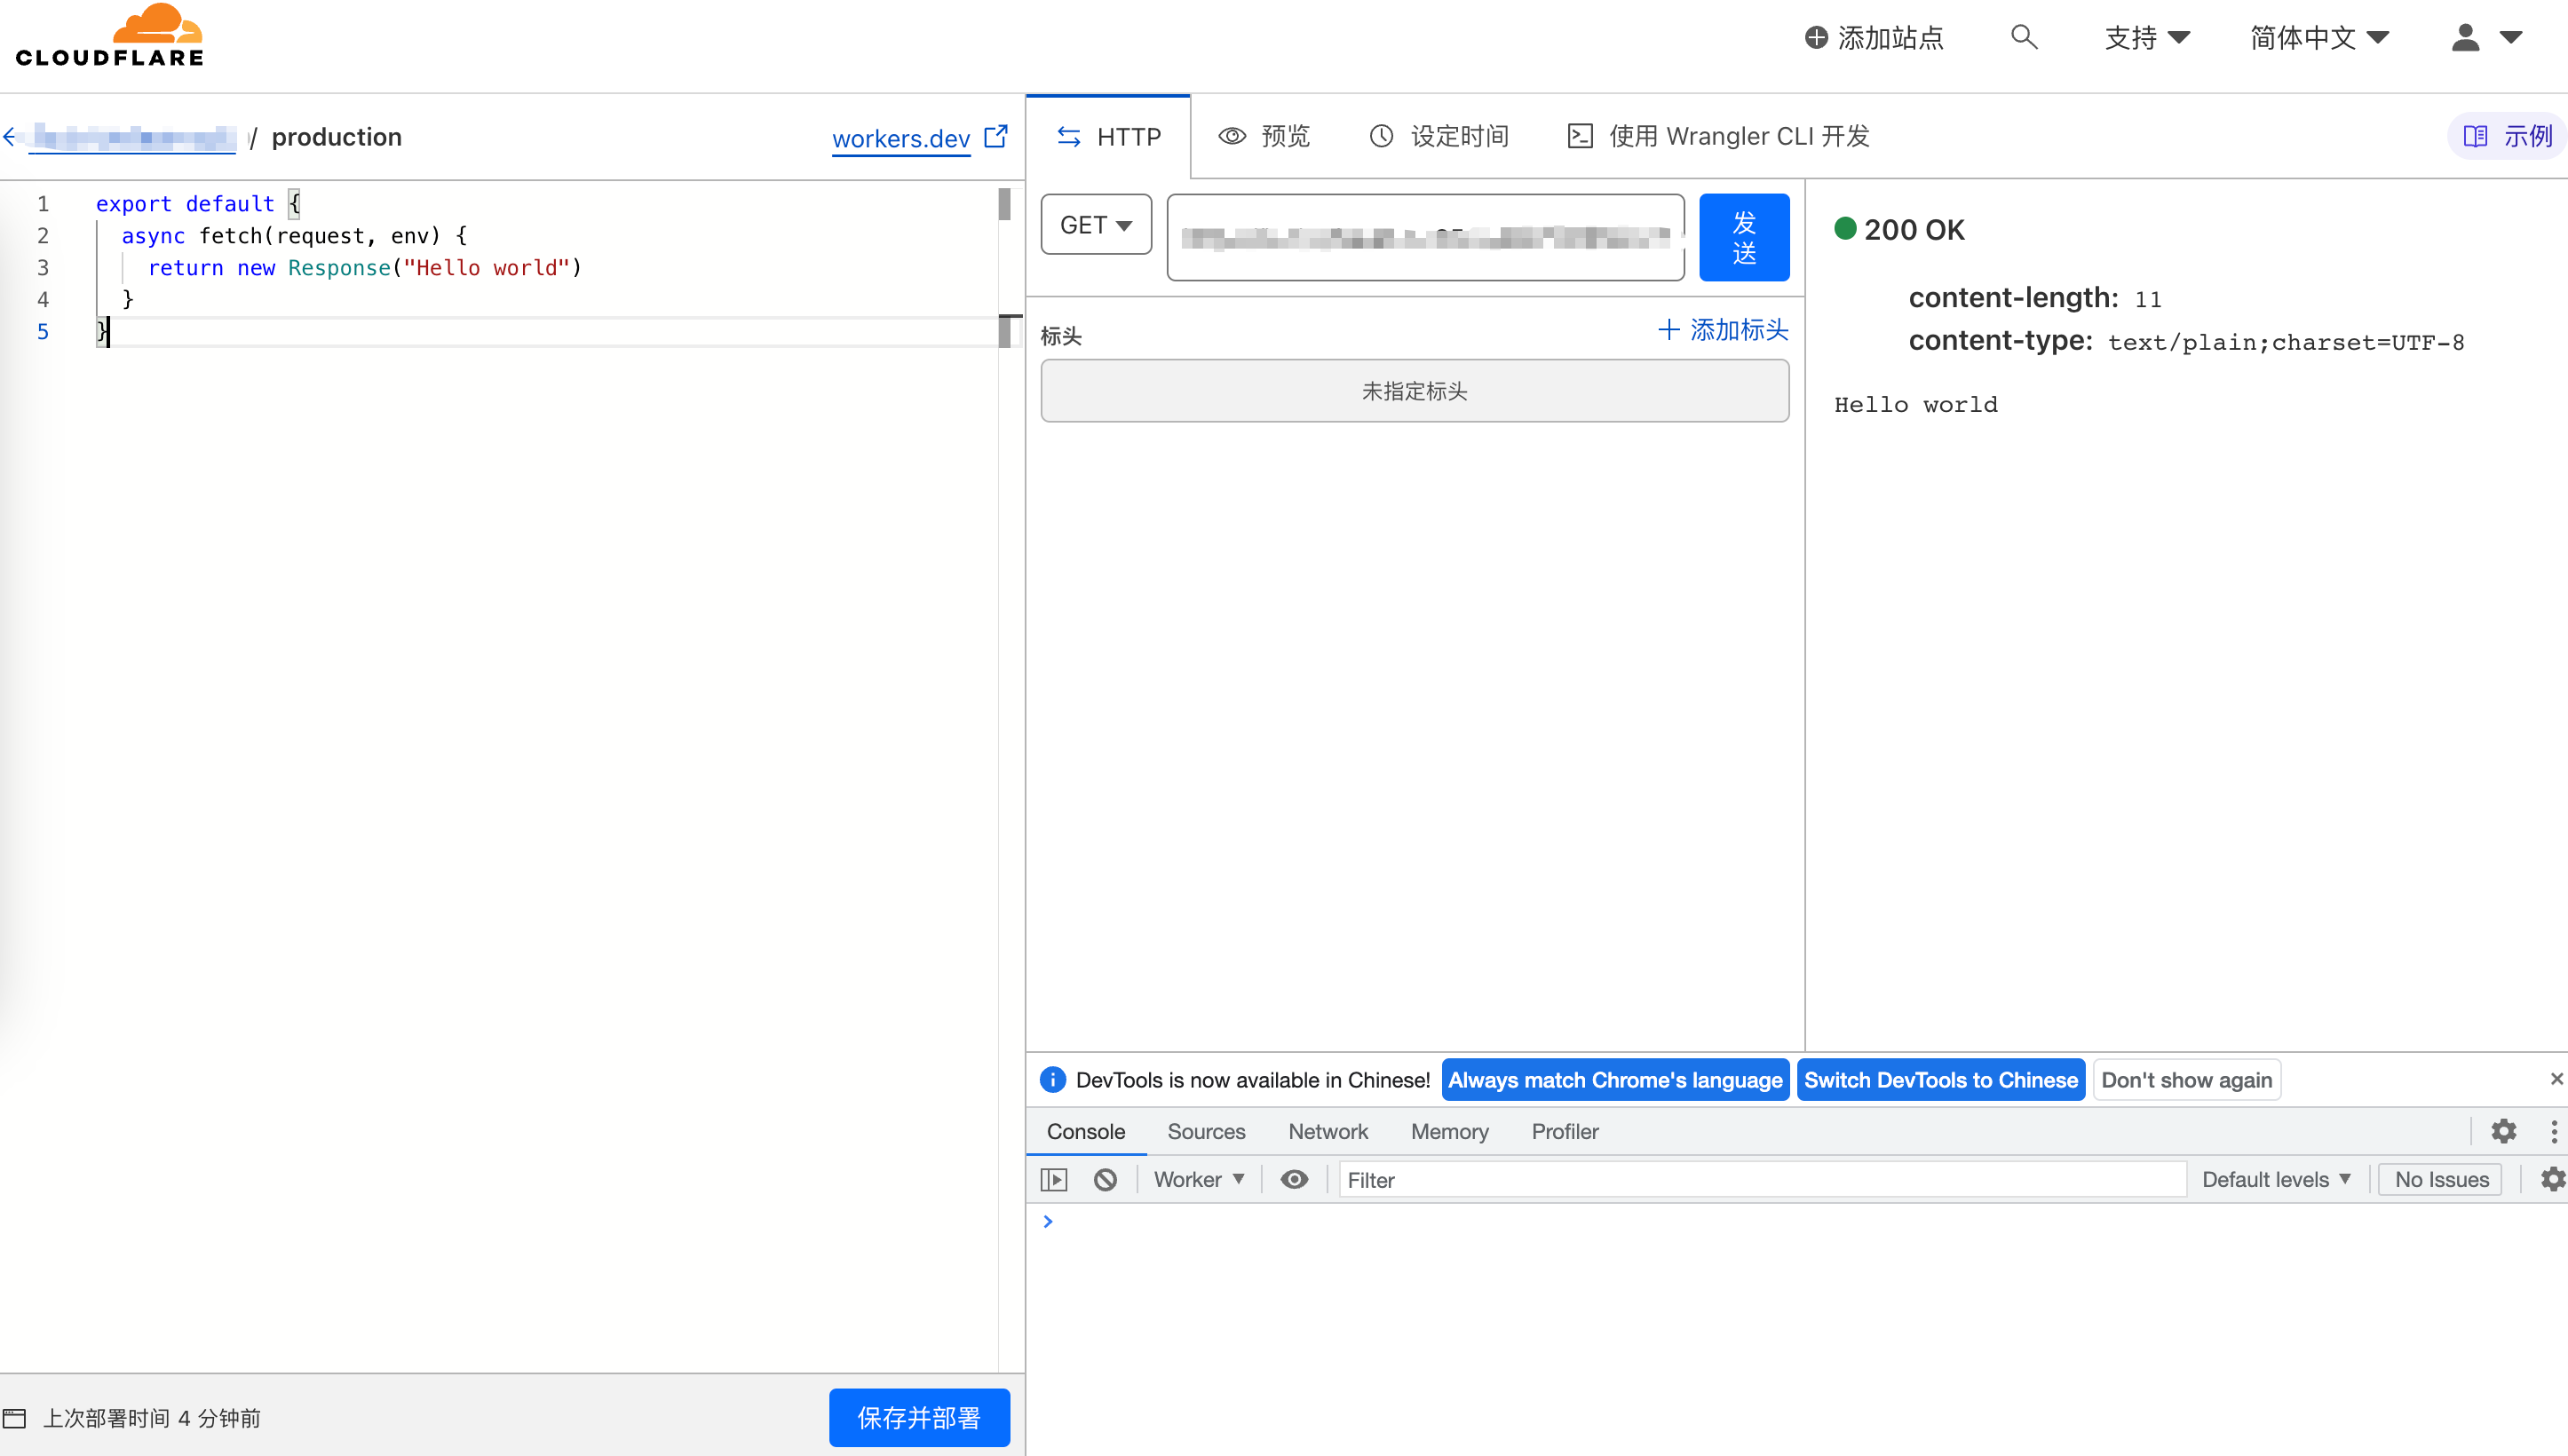 CLOUDFLARE
添加站点
支持
简体中文
/ production
workers.dev
HTTP
预览
设定时间
使用 Wrangler CLI 开发
示例
1 export default {
2 async fetch(request, env) {
3 return new Response("Hello world")
4 }
5 }
GET
发送
标头
添加标头
未指定标头
200 OK
content-length: 11
content-type: text/plain;charset=UTF-8
Hello world
DevTools is now available in Chinese! Always match Chrome's language Switch DevTools to Chinese Don't show again
Console Sources Network Memory Profiler
Worker Filter Default levels No Issues
上次部署时间 4 分钟前
保存并部署